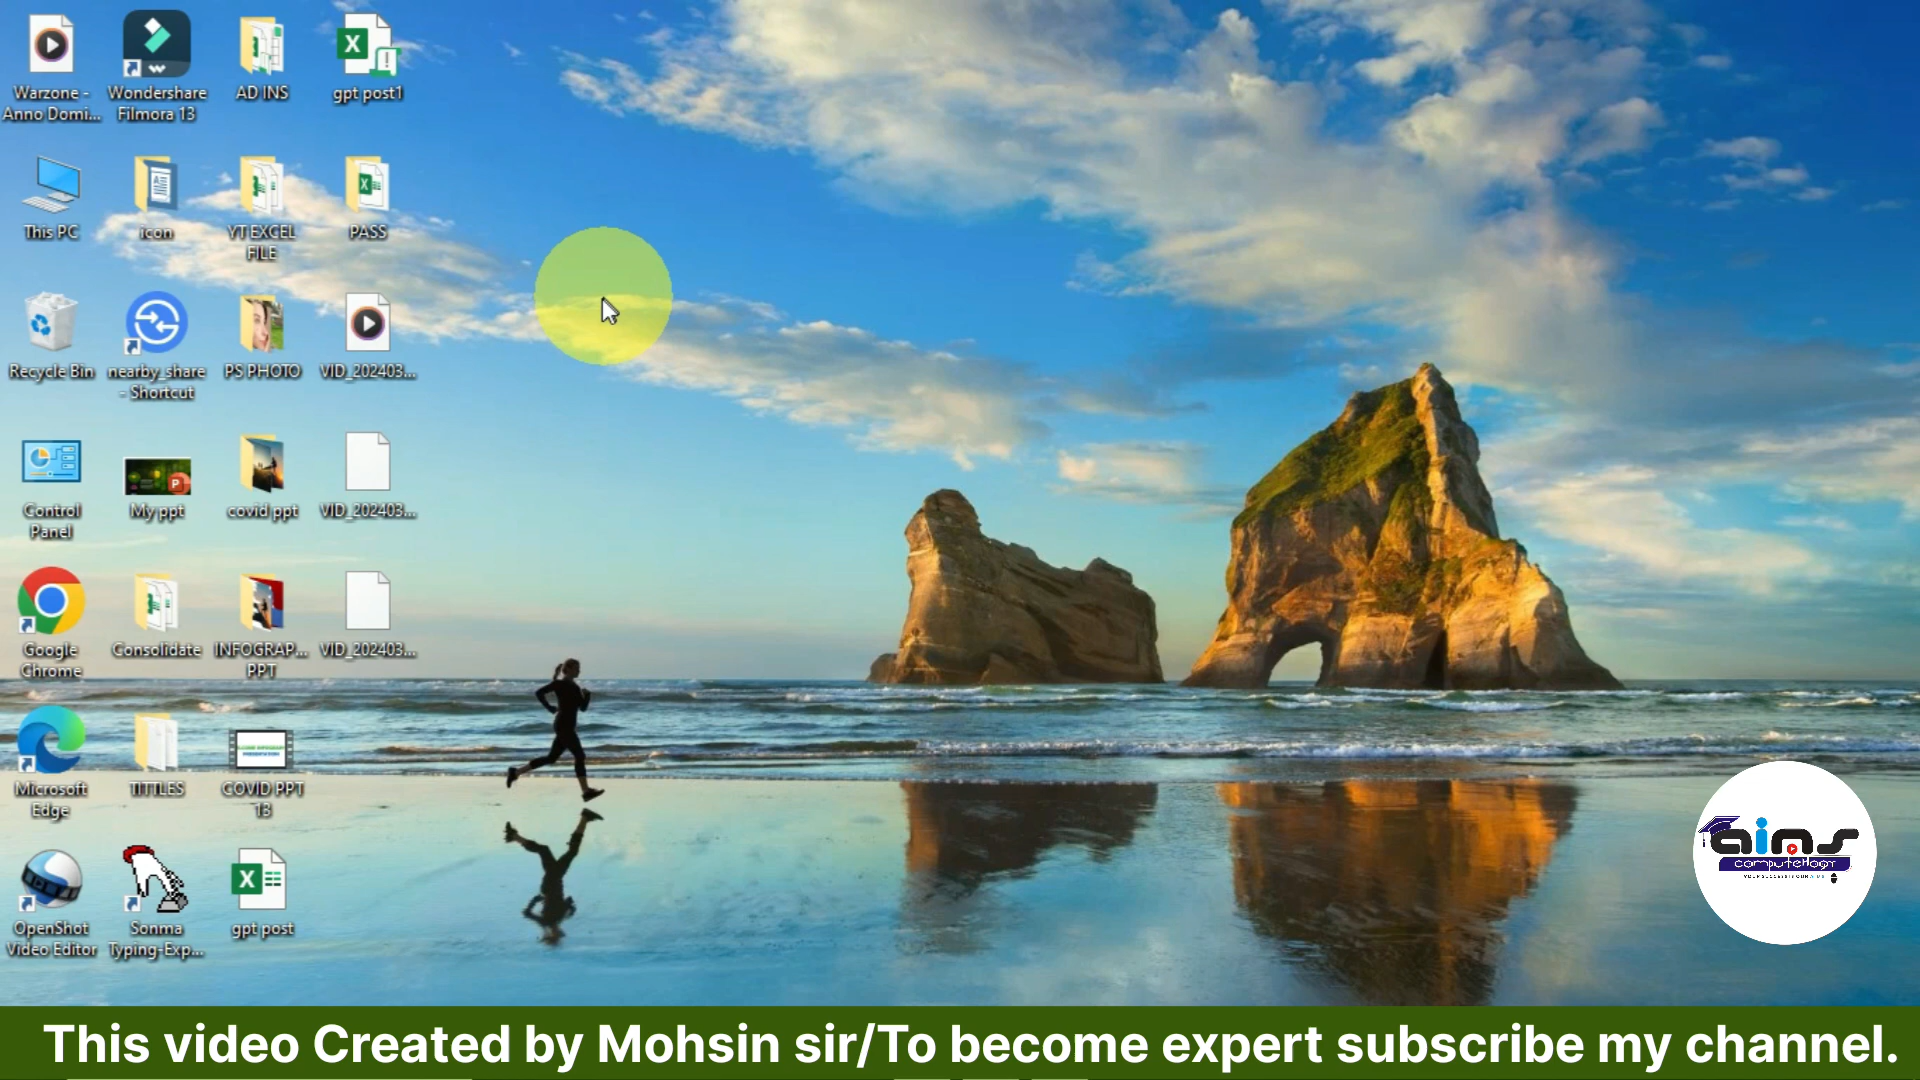 Warzone -
Anno Domi...
Wondershare
Filmora 13
AD INS
gpt post1
This PC
icon
YT EXCEL
FILE
PASS
Recycle Bin
nearby_share
- Shortcut
PS PHOTO
VID_202403...
Control
Panel
My ppt
covid ppt
VID_202403...
Google
Chrome
Consolidate
INFOGRAP...
PPT
VID_202403...
Microsoft
Edge
TITTLES
COVID PPT
13
OpenShot
Video Editor
Sonma
Typing-Exp...
gpt post
aims
computeHogy
This video Created by Mohsin sir/To become expert subscribe my channel.